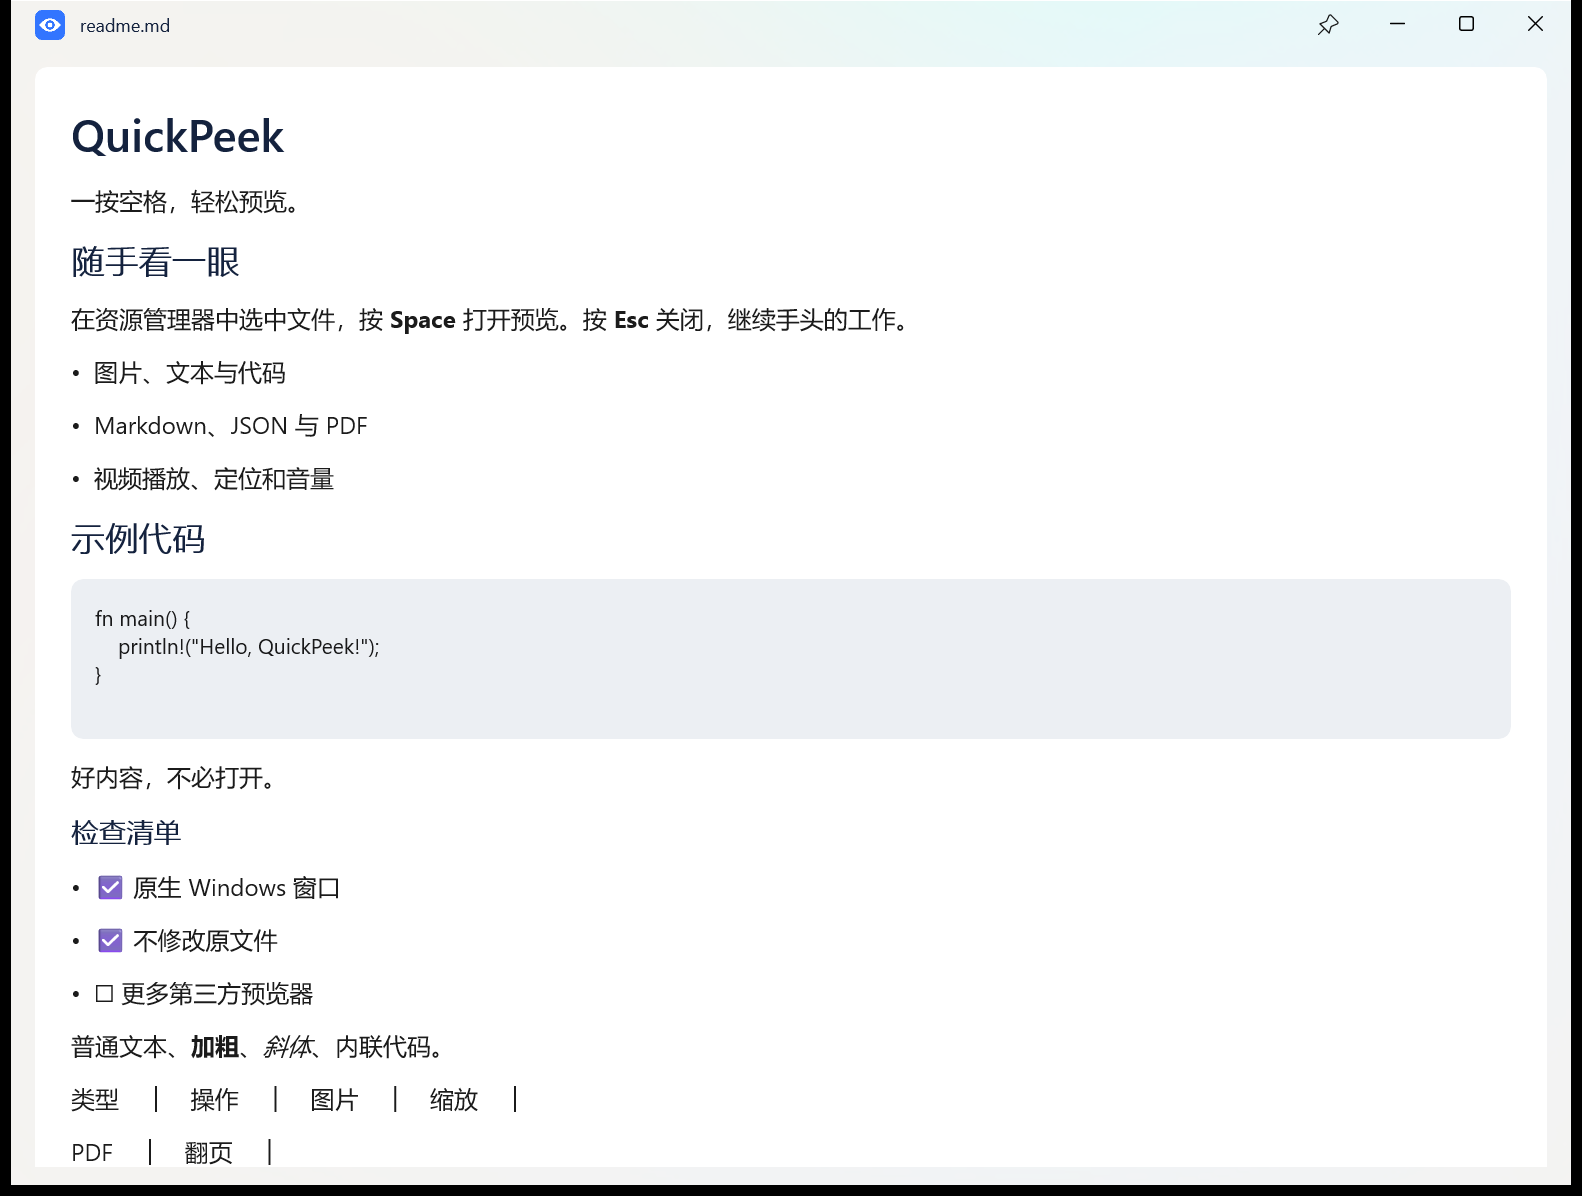 readme.md
QuickPeek
一按空格，轻松预览。
随手看一眼
在资源管理器中选中文件，按 Space 打开预览。按 Esc 关闭，继续手头的工作。
• 图片、文本与代码
• Markdown、JSON 与 PDF
• 视频播放、定位和音量
示例代码
fn main() {
    println!("Hello, QuickPeek!");
}
好内容，不必打开。
检查清单
• ☑ 原生 Windows 窗口
• ☑ 不修改原文件
• ☐ 更多第三方预览器
普通文本、加粗、斜体、内联代码。
类型 | 操作 | 图片 | 缩放 |
PDF | 翻页 |